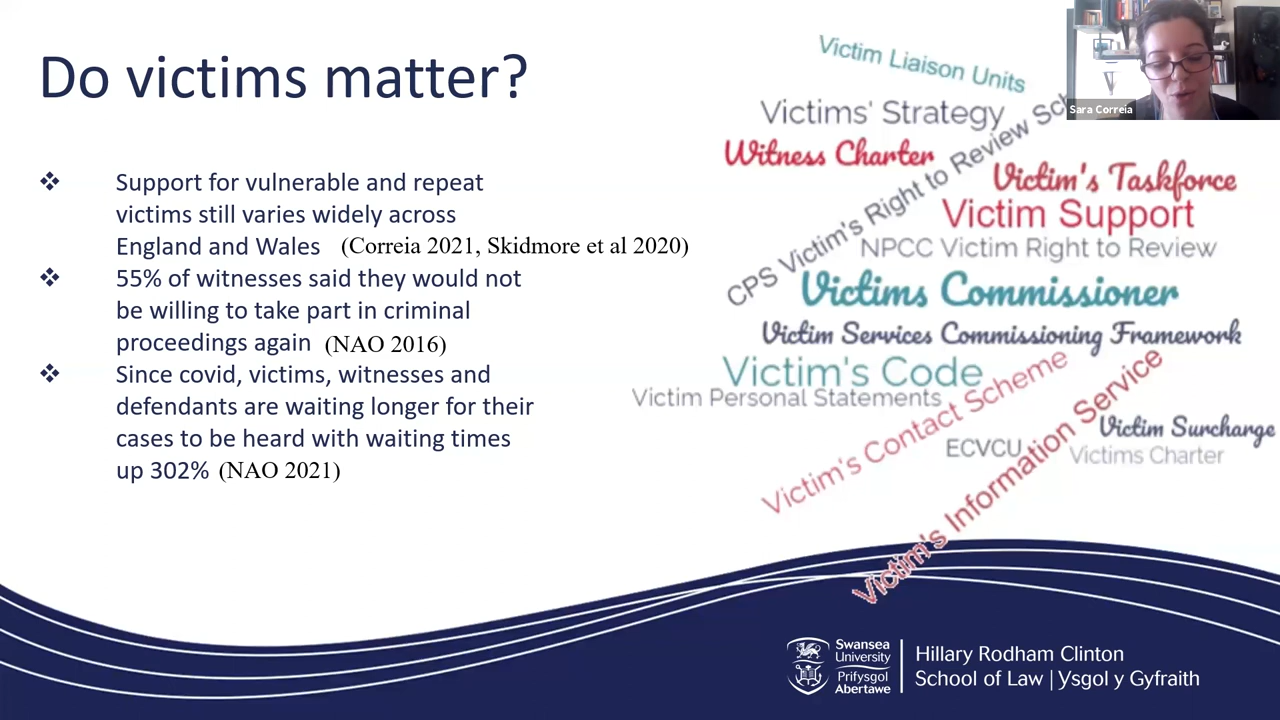 Do victims matter?
❖ Support for vulnerable and repeat
victims still varies widely across
England and Wales (Correia 2021, Skidmore et al 2020)
❖ 55% of witnesses said they would not
be willing to take part in criminal
proceedings again (NAO 2016)
❖ Since covid, victims, witnesses and
defendants are waiting longer for their
cases to be heard with waiting times
up 302% (NAO 2021)
Victim Liaison Units
Victims' Strategy
Witness Charter
CPS Victim's Right to Review
Victim's Taskforce
Victim Support
NPCC Victim Right to Review
Victims Commissioner
Victim Services Commissioning Framework
Victim's Code
Victim Personal Statements
Victim's Contact Scheme
Victim's Information Service
ECVCU
Victim Surcharge
Victims Charter
Sara Correia
Swansea
University
Prifysgol
Abertawe
Hillary Rodham Clinton
School of Law | Ysgol y Gyfraith